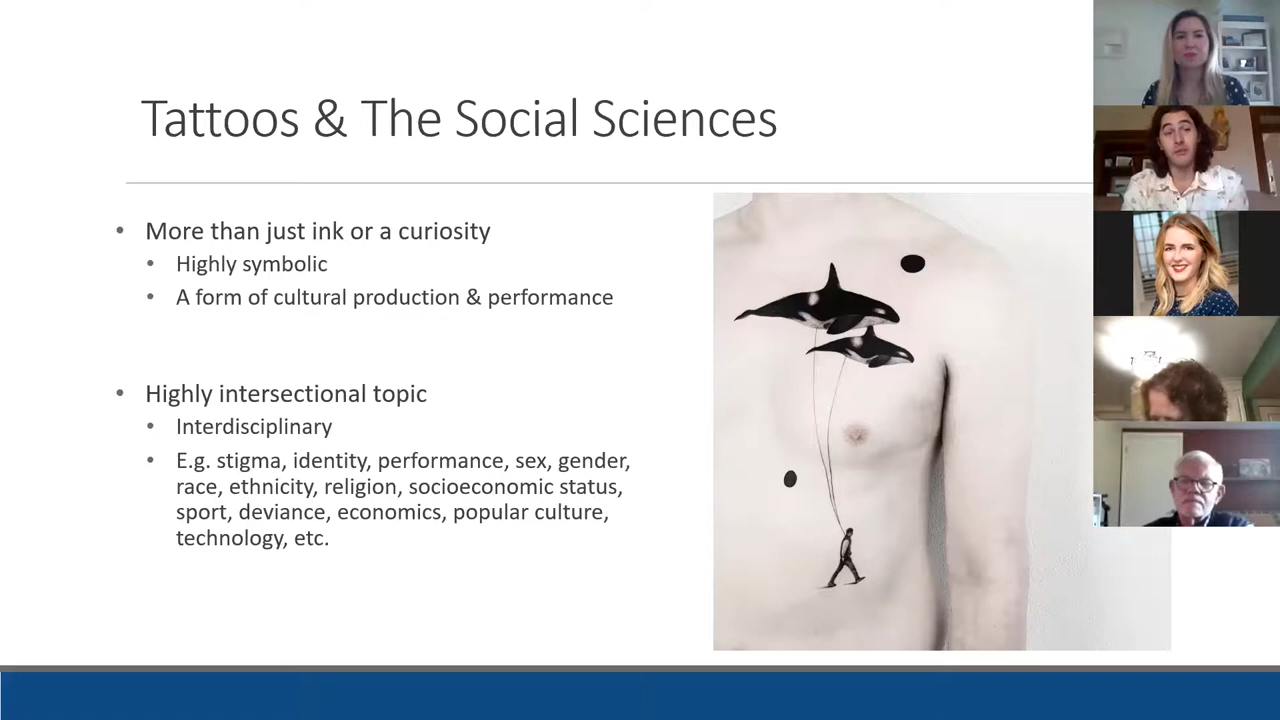 Tattoos & The Social Sciences
• More than just ink or a curiosity
• Highly symbolic
• A form of cultural production & performance
• Highly intersectional topic
• Interdisciplinary
• E.g. stigma, identity, performance, sex, gender,
race, ethnicity, religion, socioeconomic status,
sport, deviance, economics, popular culture,
technology, etc.